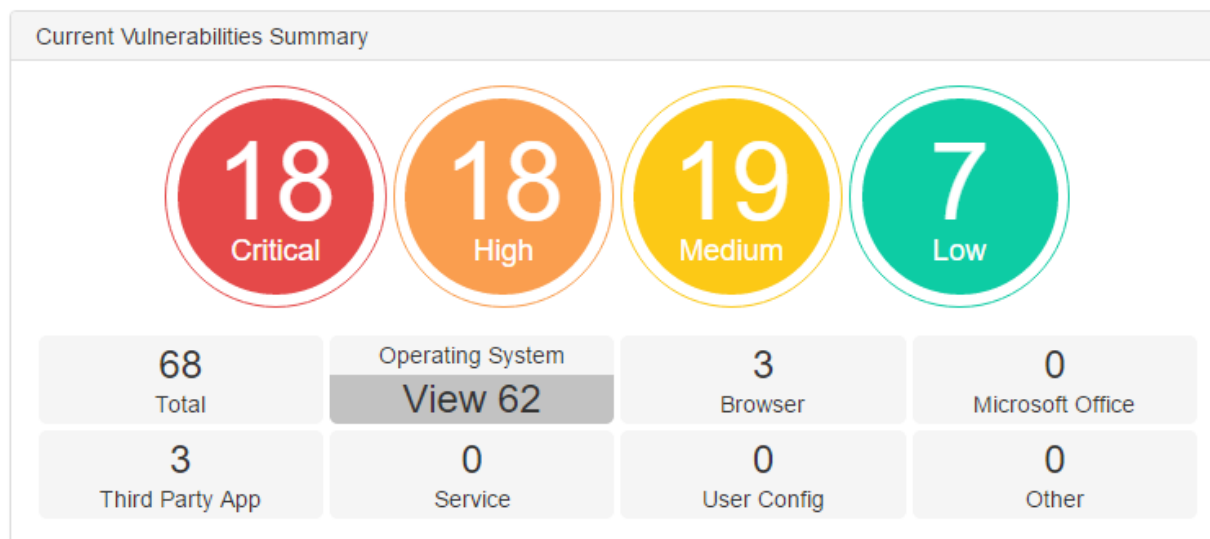 Current Vulnerabilities Summary
18
Critical
18
High
19
Medium
7
Low
68
Total
Operating System
View 62
3
Browser
0
Microsoft Office
3
Third Party App
0
Service
0
User Config
0
Other